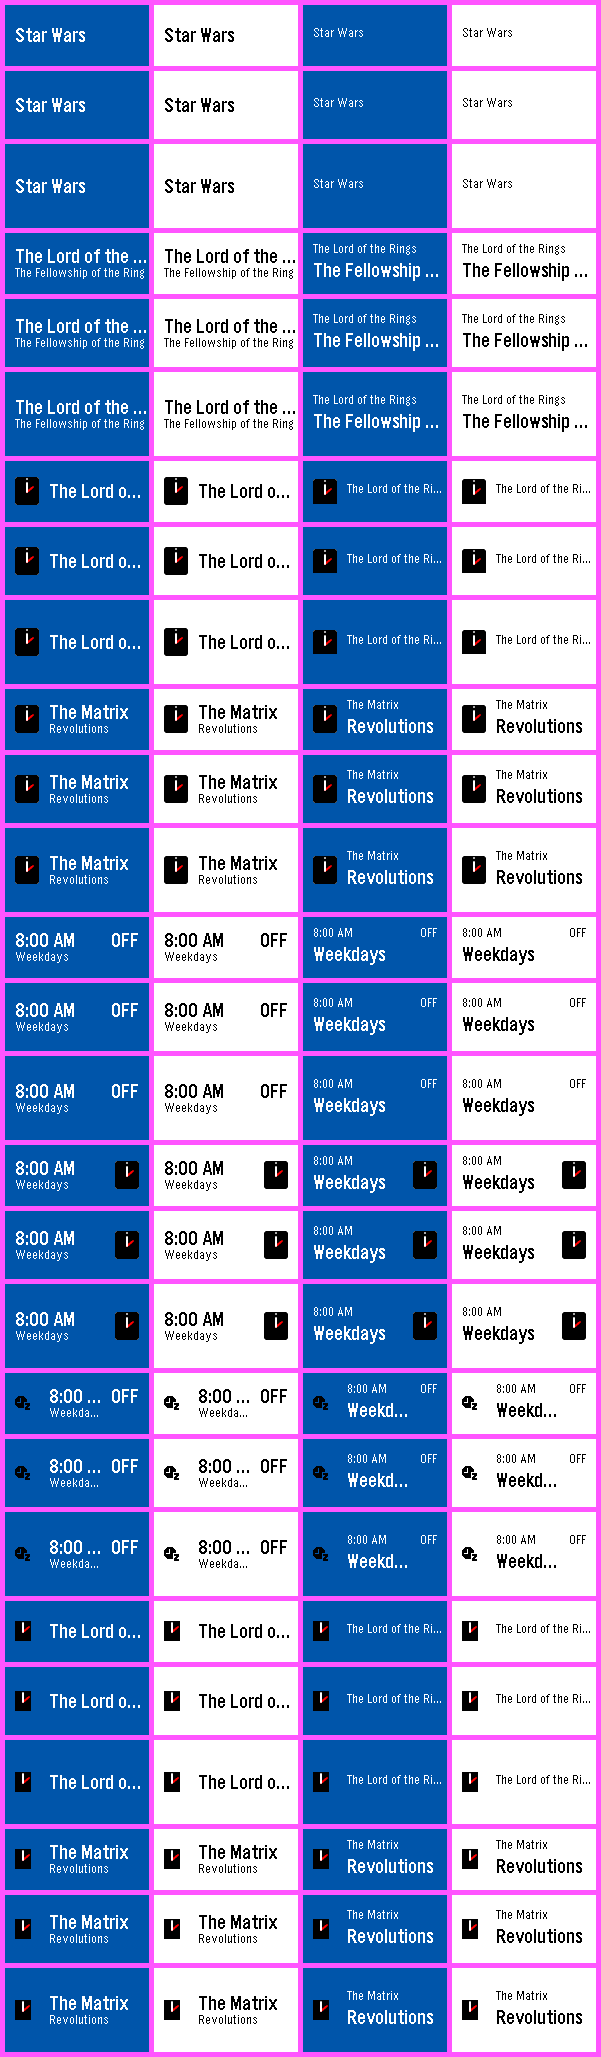 Star Wars Star Wars Star Wars Star Wars
Star Wars Star Wars Star Wars Star Wars
Star Wars Star Wars Star Wars Star Wars
The Lord of the ... The Lord of the ... The Lord of the Rings The Lord of the Rings
The Fellowship of the Ring The Fellowship of the Ring The Fellowship ... The Fellowship ...
The Lord of the ... The Lord of the ... The Lord of the Rings The Lord of the Rings
The Fellowship of the Ring The Fellowship of the Ring The Fellowship ... The Fellowship ...
The Lord of the ... The Lord of the ... The Lord of the Rings The Lord of the Rings
The Fellowship of the Ring The Fellowship of the Ring The Fellowship ... The Fellowship ...
The Lord o... The Lord o... The Lord of the Ri... The Lord of the Ri...
The Lord o... The Lord o... The Lord of the Ri... The Lord of the Ri...
The Lord o... The Lord o... The Lord of the Ri... The Lord of the Ri...
The Matrix The Matrix The Matrix The Matrix
Revolutions Revolutions Revolutions Revolutions
The Matrix The Matrix The Matrix The Matrix
Revolutions Revolutions Revolutions Revolutions
The Matrix The Matrix The Matrix The Matrix
Revolutions Revolutions Revolutions Revolutions
8:00 AM OFF 8:00 AM OFF 8:00 AM OFF 8:00 AM OFF
Weekdays Weekdays Weekdays Weekdays
8:00 AM OFF 8:00 AM OFF 8:00 AM OFF 8:00 AM OFF
Weekdays Weekdays Weekdays Weekdays
8:00 AM OFF 8:00 AM OFF 8:00 AM OFF 8:00 AM OFF
Weekdays Weekdays Weekdays Weekdays
8:00 AM 8:00 AM 8:00 AM 8:00 AM
Weekdays Weekdays Weekdays Weekdays
8:00 AM 8:00 AM 8:00 AM 8:00 AM
Weekdays Weekdays Weekdays Weekdays
8:00 AM 8:00 AM 8:00 AM 8:00 AM
Weekdays Weekdays Weekdays Weekdays
8:00 ... OFF 8:00 ... OFF 8:00 AM OFF 8:00 AM OFF
Weekda... Weekda... Weekd... Weekd...
8:00 ... OFF 8:00 ... OFF 8:00 AM OFF 8:00 AM OFF
Weekda... Weekda... Weekd... Weekd...
8:00 ... OFF 8:00 ... OFF 8:00 AM OFF 8:00 AM OFF
Weekda... Weekda... Weekd... Weekd...
The Lord o... The Lord o... The Lord of the Ri... The Lord of the Ri...
The Lord o... The Lord o... The Lord of the Ri... The Lord of the Ri...
The Lord o... The Lord o... The Lord of the Ri... The Lord of the Ri...
The Matrix The Matrix The Matrix The Matrix
Revolutions Revolutions Revolutions Revolutions
The Matrix The Matrix The Matrix The Matrix
Revolutions Revolutions Revolutions Revolutions
The Matrix The Matrix The Matrix The Matrix
Revolutions Revolutions Revolutions Revolutions